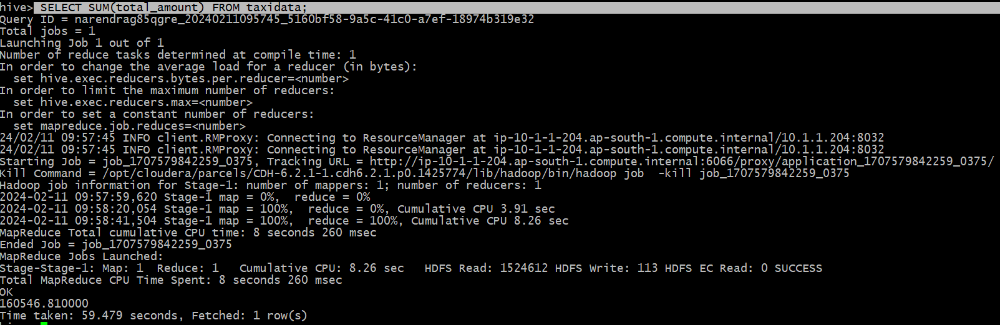 hive> SELECT SUM(total_amount) FROM taxidata;
Query ID = narendrag85qgre_20240211095745_5160bf58-9a5c-41c0-a7ef-18974b319e32
Total jobs = 1
Launching Job 1 out of 1
Number of reduce tasks determined at compile time: 1
In order to change the average load for a reducer (in bytes):
  set hive.exec.reducers.bytes.per.reducer=<number>
In order to limit the maximum number of reducers:
  set hive.exec.reducers.max=<number>
In order to set a constant number of reducers:
  set mapreduce.job.reduces=<number>
24/02/11 09:57:45 INFO client.RMProxy: Connecting to ResourceManager at ip-10-1-1-204.ap-south-1.compute.internal/10.1.1.204:8032
24/02/11 09:57:45 INFO client.RMProxy: Connecting to ResourceManager at ip-10-1-1-204.ap-south-1.compute.internal/10.1.1.204:8032
Starting Job = job_1707579842259_0375, Tracking URL = http://ip-10-1-1-204.ap-south-1.compute.internal:6066/proxy/application_1707579842259_0375/
Kill Command = /opt/cloudera/parcels/CDH-6.2.1-1.cdh6.2.1.p0.1425774/lib/hadoop/bin/hadoop job  -kill job_1707579842259_0375
Hadoop job information for Stage-1: number of mappers: 1; number of reducers: 1
2024-02-11 09:57:59,620 Stage-1 map = 0%,  reduce = 0%
2024-02-11 09:58:20,054 Stage-1 map = 100%,  reduce = 0%, Cumulative CPU 3.91 sec
2024-02-11 09:58:41,504 Stage-1 map = 100%,  reduce = 100%, Cumulative CPU 8.26 sec
MapReduce Total cumulative CPU time: 8 seconds 260 msec
Ended Job = job_1707579842259_0375
MapReduce Jobs Launched:
Stage-Stage-1: Map: 1  Reduce: 1   Cumulative CPU: 8.26 sec   HDFS Read: 1524612 HDFS Write: 113 HDFS EC Read: 0 SUCCESS
Total MapReduce CPU Time Spent: 8 seconds 260 msec
OK
160546.810000
Time taken: 59.479 seconds, Fetched: 1 row(s)